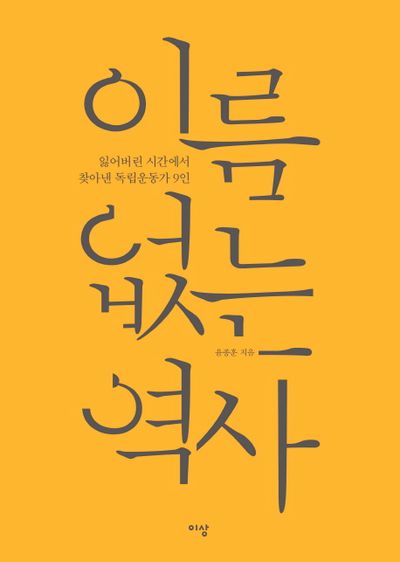 이름
잃어버린 시간에서
찾아낸 독립운동가 9인
없는
유종훈 지음
역사
이상